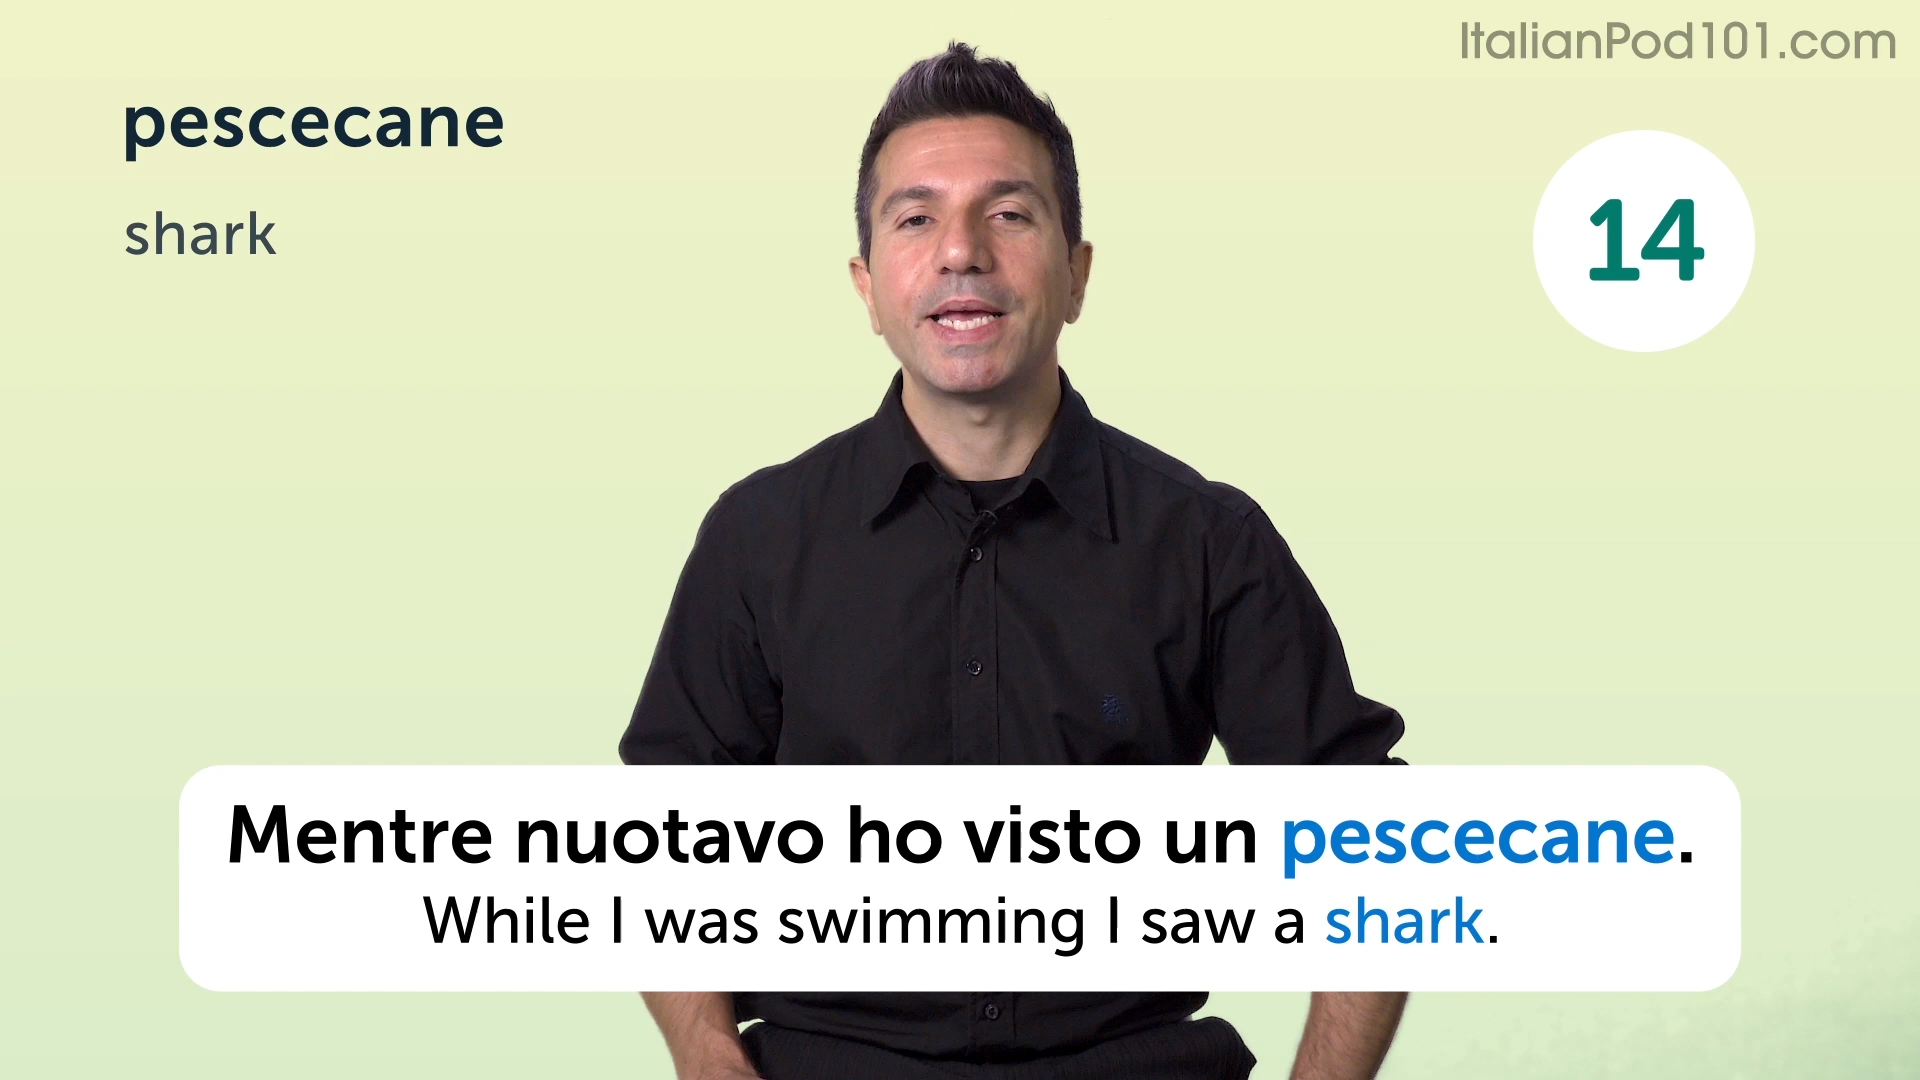 ItalianPod101.com
pescecane
shark
14
Mentre nuotavo ho visto un pescecane.
While I was swimming I saw a shark.